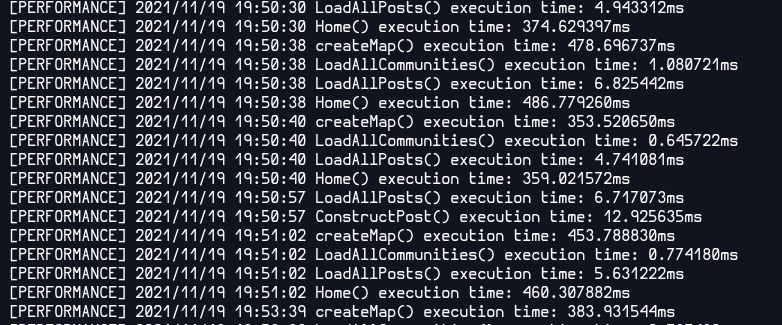 [PERFORMANCE] 2021/11/19 19:50:30 LoadAllPosts() execution time: 4.943312ms
[PERFORMANCE] 2021/11/19 19:50:30 Home() execution time: 374.629397ms
[PERFORMANCE] 2021/11/19 19:50:38 createMap() execution time: 478.696737ms
[PERFORMANCE] 2021/11/19 19:50:38 LoadAllCommunities() execution time: 1.080721ms
[PERFORMANCE] 2021/11/19 19:50:38 LoadAllPosts() execution time: 6.825442ms
[PERFORMANCE] 2021/11/19 19:50:38 Home() execution time: 486.779260ms
[PERFORMANCE] 2021/11/19 19:50:40 createMap() execution time: 353.520650ms
[PERFORMANCE] 2021/11/19 19:50:40 LoadAllCommunities() execution time: 0.645722ms
[PERFORMANCE] 2021/11/19 19:50:40 LoadAllPosts() execution time: 4.741081ms
[PERFORMANCE] 2021/11/19 19:50:40 Home() execution time: 359.021572ms
[PERFORMANCE] 2021/11/19 19:50:57 LoadAllPosts() execution time: 6.717073ms
[PERFORMANCE] 2021/11/19 19:50:57 ConstructPost() execution time: 12.925635ms
[PERFORMANCE] 2021/11/19 19:51:02 createMap() execution time: 453.788830ms
[PERFORMANCE] 2021/11/19 19:51:02 LoadAllCommunities() execution time: 0.774180ms
[PERFORMANCE] 2021/11/19 19:51:02 LoadAllPosts() execution time: 5.631222ms
[PERFORMANCE] 2021/11/19 19:51:02 Home() execution time: 460.307882ms
[PERFORMANCE] 2021/11/19 19:53:39 createMap() execution time: 383.931544ms